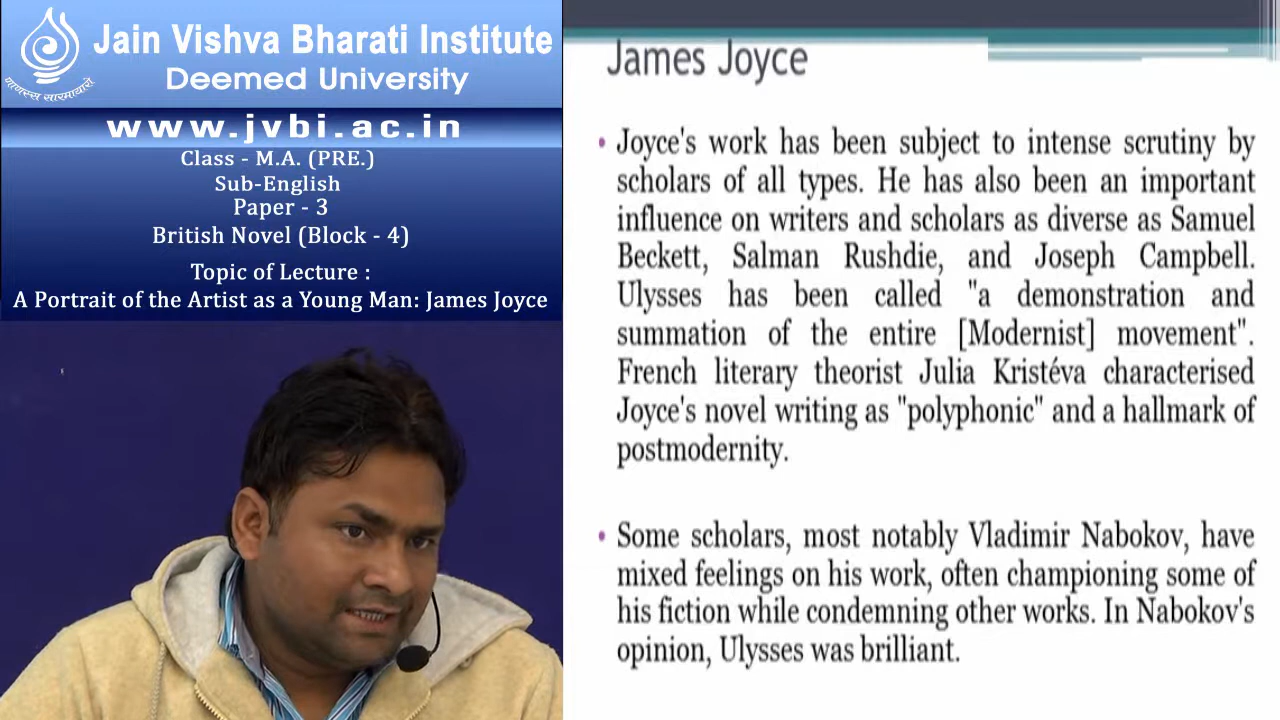 Jain Vishva Bharati Institute
Deemed University
णाणस्स सारमायारो
www.jvbi.ac.in
Class - M.A. (PRE.)
Sub-English
Paper - 3
British Novel (Block - 4)
Topic of Lecture :
A Portrait of the Artist as a Young Man: James Joyce
James Joyce
• Joyce's work has been subject to intense scrutiny by
scholars of all types. He has also been an important
influence on writers and scholars as diverse as Samuel
Beckett, Salman Rushdie, and Joseph Campbell.
Ulysses has been called "a demonstration and
summation of the entire [Modernist] movement".
French literary theorist Julia Kristéva characterised
Joyce's novel writing as "polyphonic" and a hallmark of
postmodernity.
• Some scholars, most notably Vladimir Nabokov, have
mixed feelings on his work, often championing some of
his fiction while condemning other works. In Nabokov's
opinion, Ulysses was brilliant.